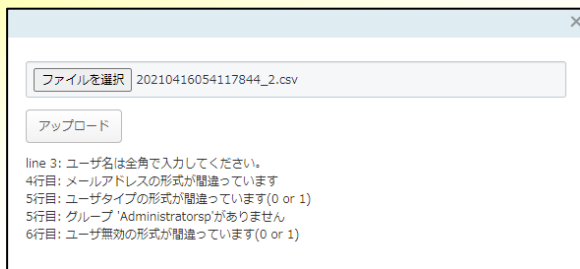 ×
ファイルを選択 20210416054117844_2.csv
アップロード
line 3: ユーザ名は全角で入力してください。
4行目: メールアドレスの形式が間違っています
5行目: ユーザタイプの形式が間違っています(0 or 1)
5行目: グループ 'Administratorsp'がありません
6行目: ユーザ無効の形式が間違っています(0 or 1)